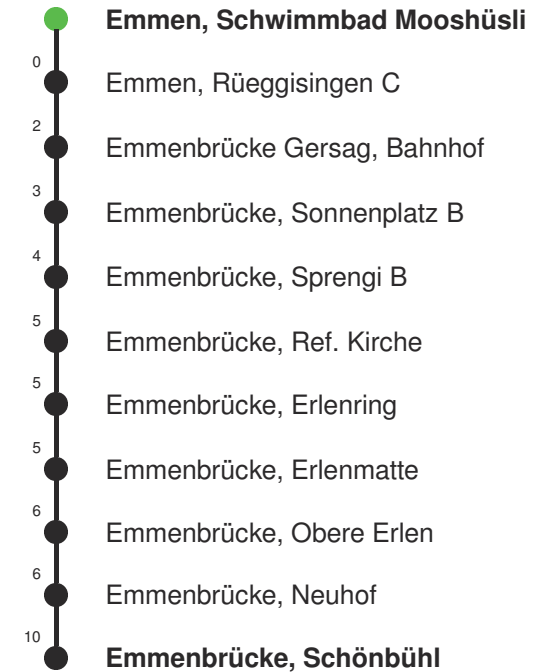 Emmen, Schwimmbad Mooshüsli
0
Emmen, Rüeggisingen C
2
Emmenbrücke Gersag, Bahnhof
3
Emmenbrücke, Sonnenplatz B
4
Emmenbrücke, Sprengi B
5
Emmenbrücke, Ref. Kirche
5
Emmenbrücke, Erlenring
5
Emmenbrücke, Erlenmatte
6
Emmenbrücke, Obere Erlen
6
Emmenbrücke, Neuhof
10
Emmenbrücke, Schönbühl